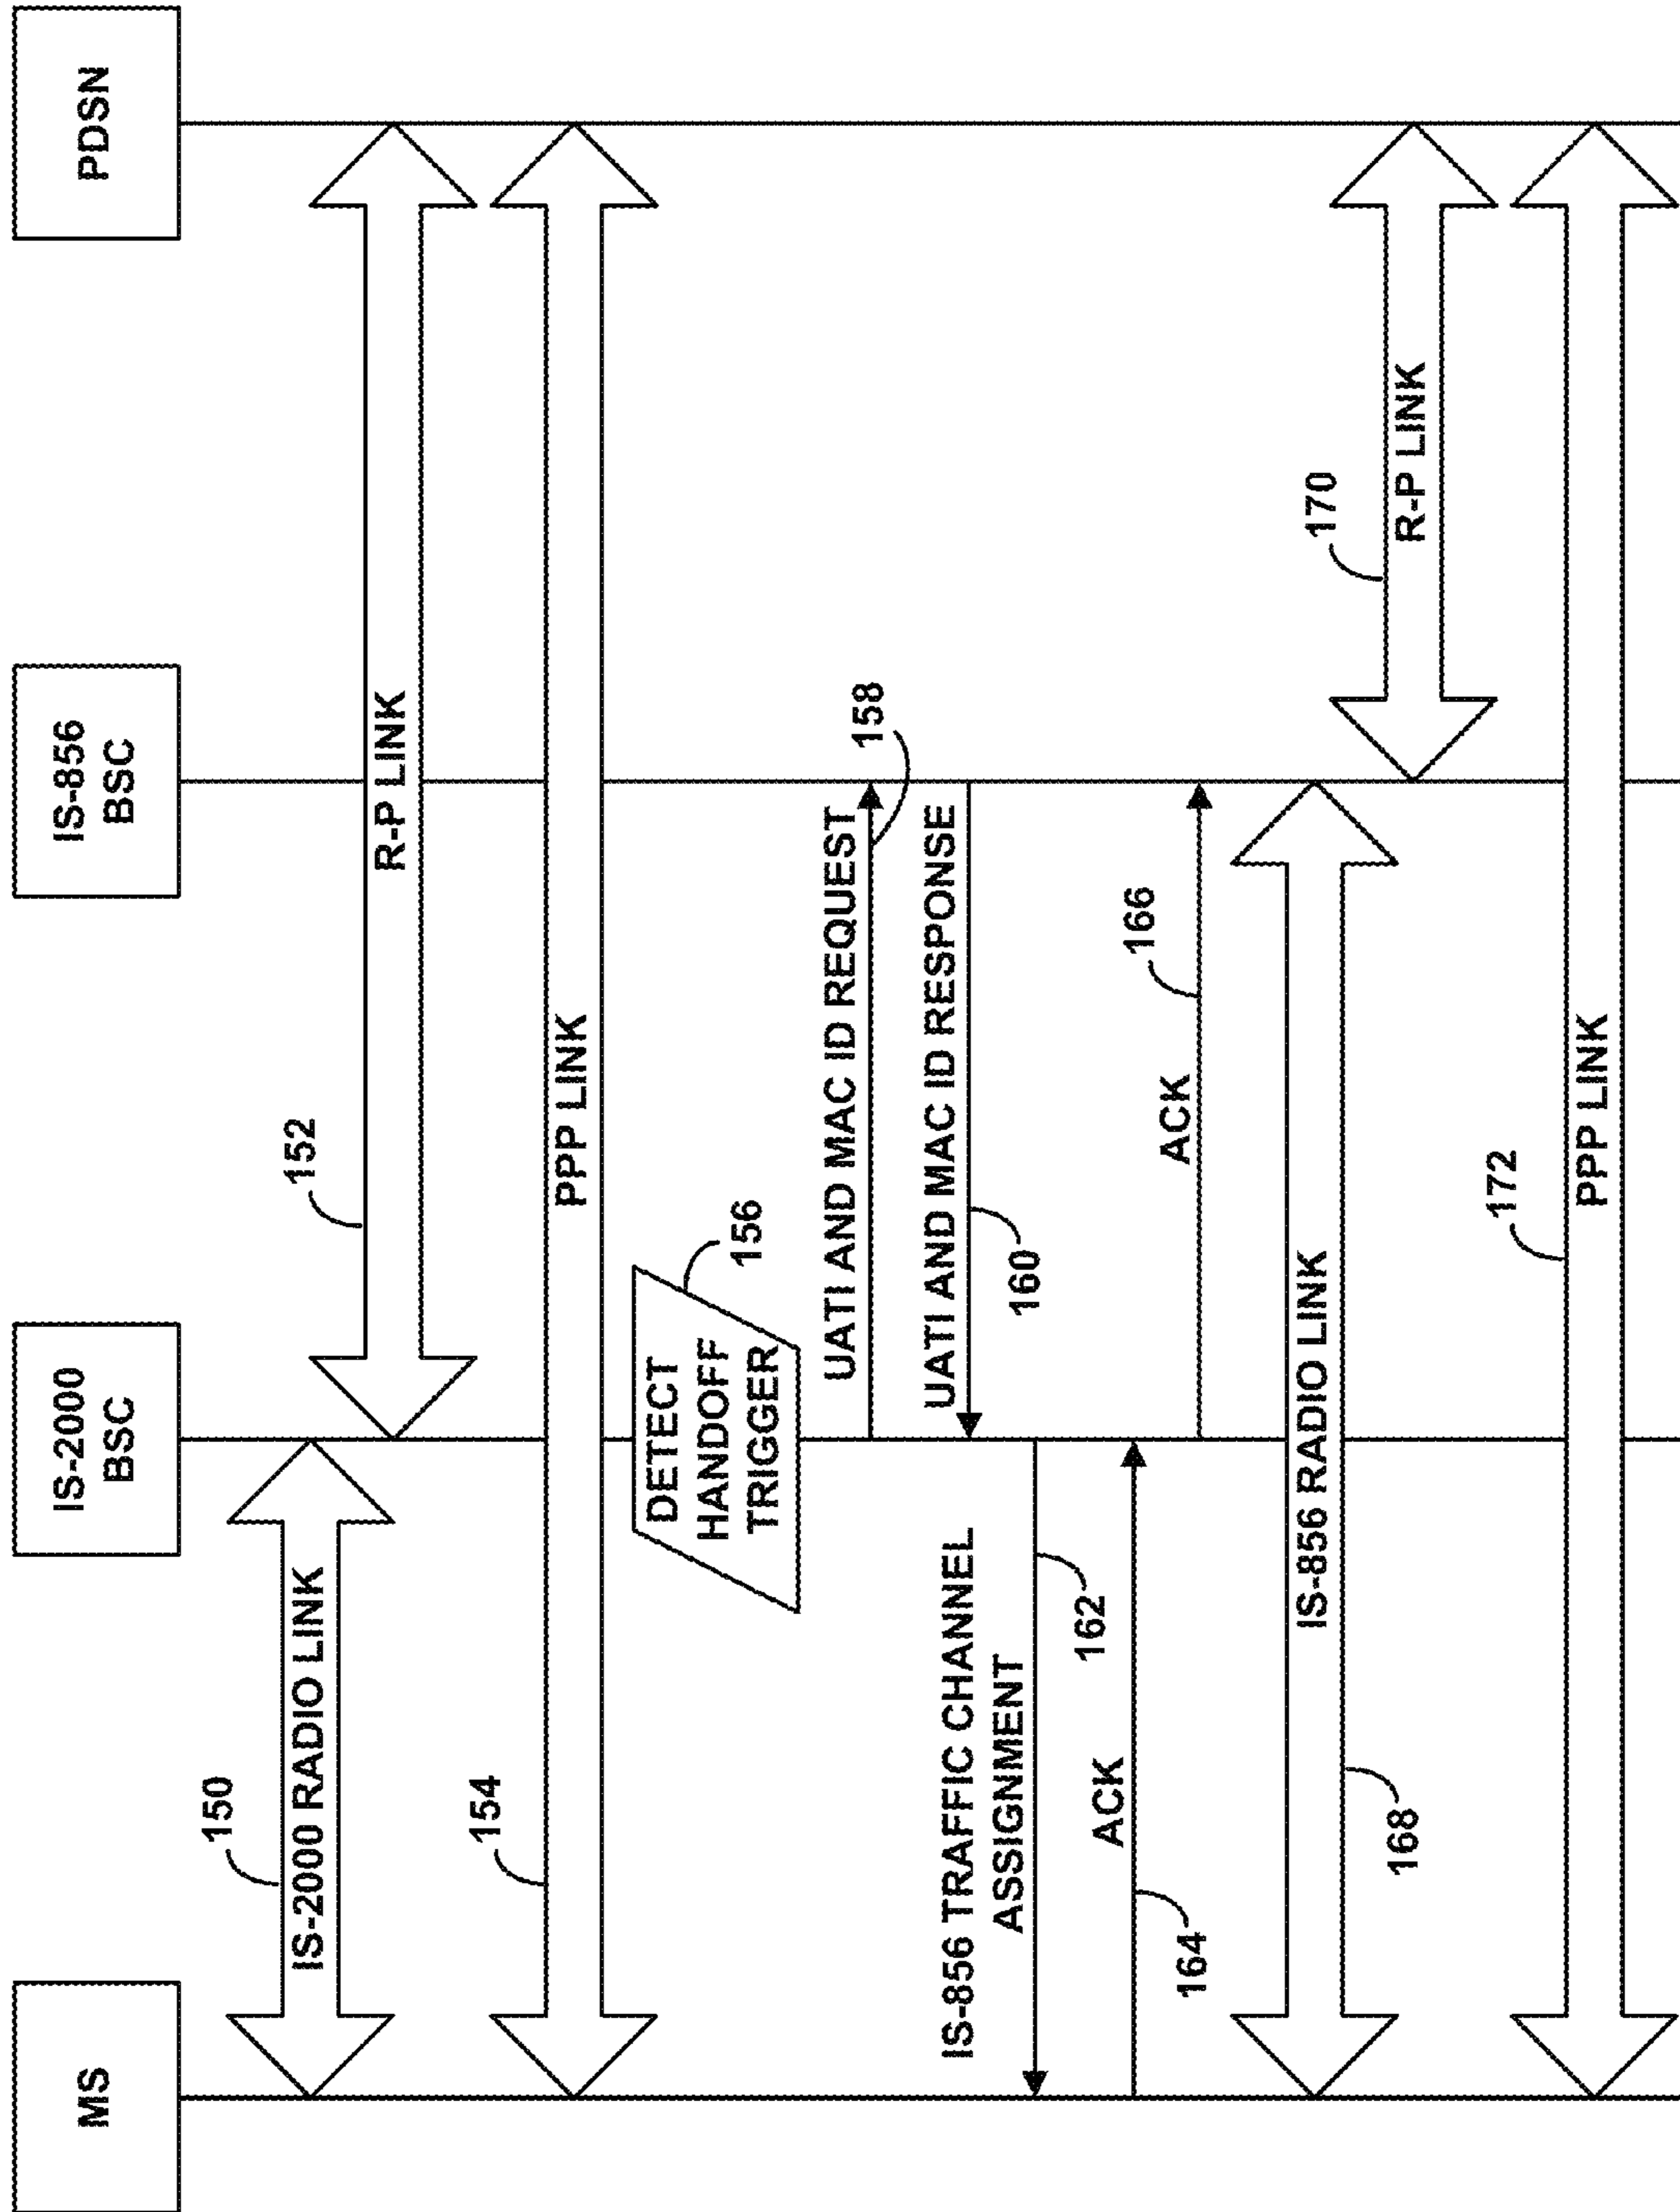 MS
IS-2000
BSC
IS-856
BSC
PDSN
150
IS-2000 RADIO LINK
152
R-P LINK
154
PPP LINK
DETECT
HANDOFF
TRIGGER
156
UATI AND MAC ID REQUEST
158
UATI AND MAC ID RESPONSE
160
IS-856 TRAFFIC CHANNEL
ASSIGNMENT
162
ACK
164
ACK
166
IS-856 RADIO LINK
168
170
R-P LINK
172
PPP LINK